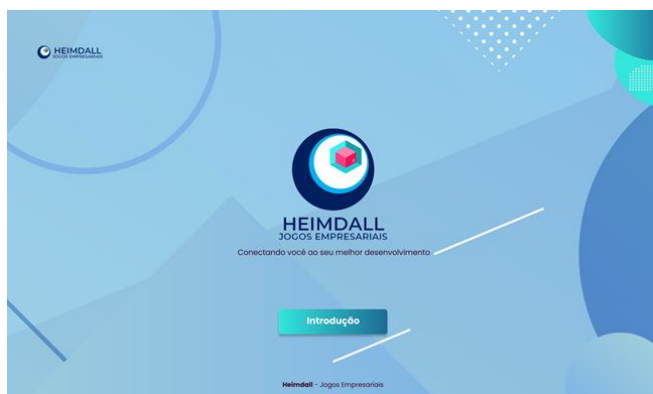 HEIMDALL
JOGOS EMPRESARIAIS
HEIMDALL
JOGOS EMPRESARIAIS
Conectando você ao seu melhor desenvolvimento
Introdução
Heimdall - Jogos Empresariais